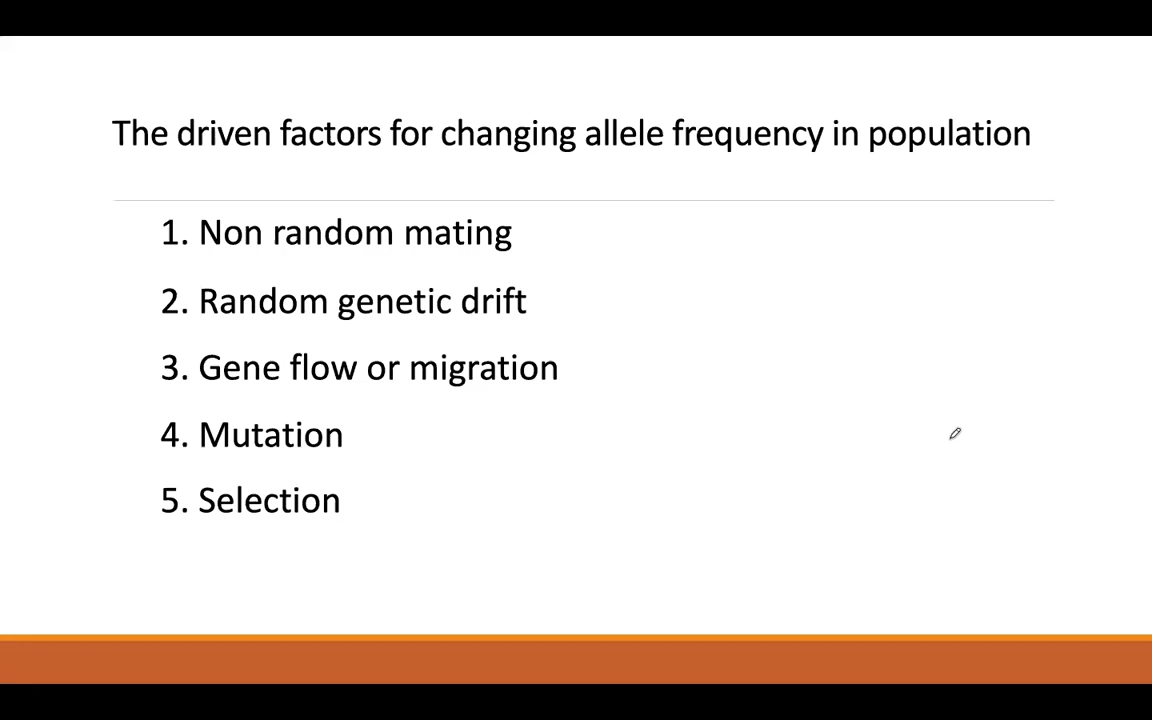 The driven factors for changing allele frequency in population
1. Non random mating
2. Random genetic drift
3. Gene flow or migration
4. Mutation
5. Selection